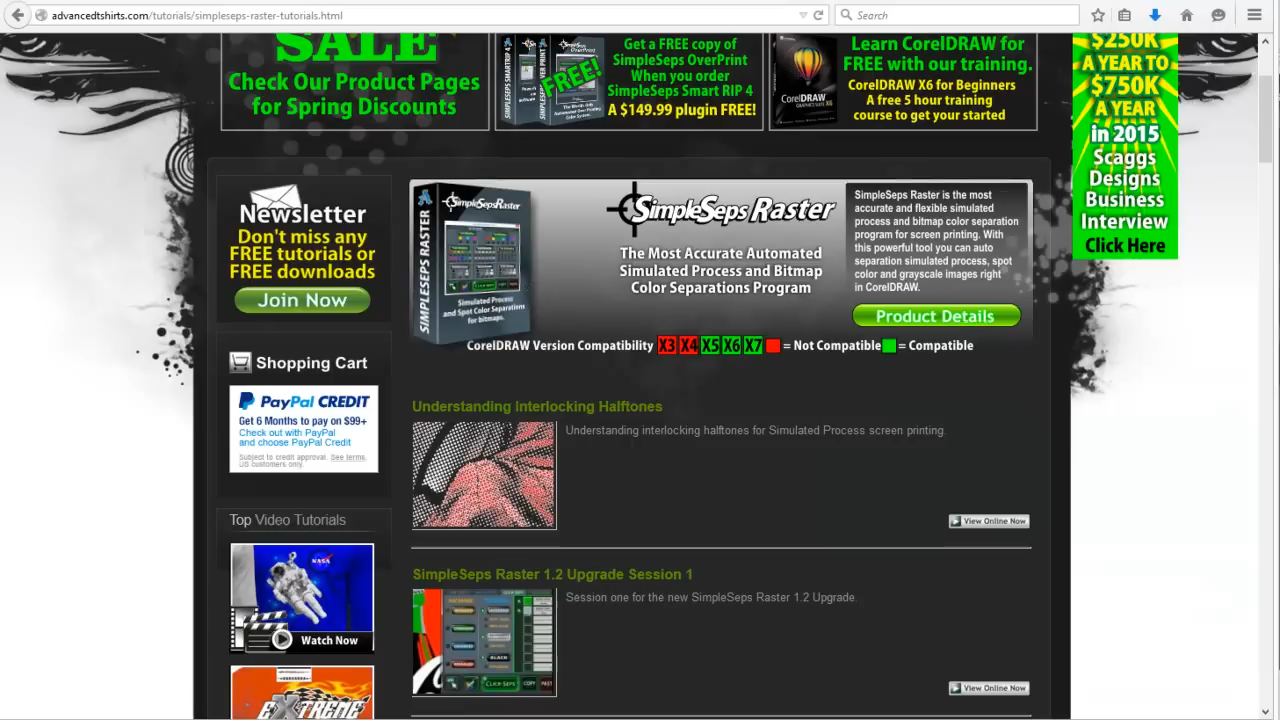 advancedtshirts.com/tutorials/simpleseps-raster-tutorials.html
Search
SALE
Check Our Product Pages
for Spring Discounts
FREE!
Get a FREE copy of
SimpleSeps OverPrint
When you order
SimpleSeps Smart RIP 4
A $149.99 plugin FREE!
CorelDRAW
Learn CorelDRAW for
FREE with our training.
CorelDRAW X6 for Beginners
A free 5 hour training
course to get your started
$250K
A YEAR TO
$750K
A YEAR
in 2015
Scaggs
Designs
Business
Interview
Click Here
Newsletter
Don't miss any
FREE tutorials or
FREE downloads
Join Now
SIMPLESEPS RASTER
SimpleSepsRaster
Simulated Process
and Spot Color Separations
for bitmaps.
SimpleSeps Raster
The Most Accurate Automated
Simulated Process and Bitmap
Color Separations Program
SimpleSeps Raster is the most
accurate and flexible simulated
process and bitmap color separation
program for screen printing. With
this powerful tool you can auto
separation simulated process, spot
color and grayscale images right
in CorelDRAW.
Product Details
CorelDRAW Version Compatibility X3 X4 X5 X6 X7 = Not Compatible = Compatible
Shopping Cart
PayPal CREDIT
Get 6 Months to pay on $99+
Check out with PayPal
and choose PayPal Credit
Subject to credit approval. See terms.
US customers only.
Understanding Interlocking Halftones
Understanding interlocking halftones for Simulated Process screen printing.
View Online Now
Top Video Tutorials
NASA
Watch Now
EXTREME
SimpleSeps Raster 1.2 Upgrade Session 1
Session one for the new SimpleSeps Raster 1.2 Upgrade.
BLACK
CLICK-SEPS
COPY
View Online Now